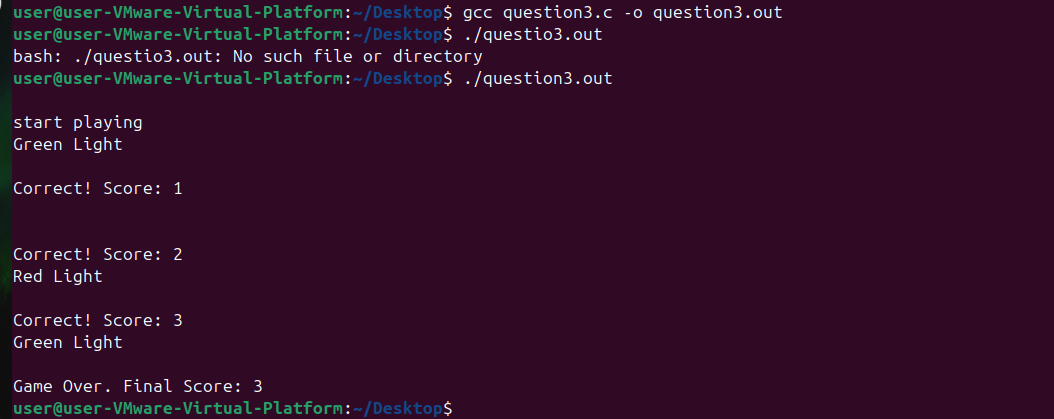 user@user-VMware-Virtual-Platform:~/Desktop$ gcc question3.c -o question3.out
user@user-VMware-Virtual-Platform:~/Desktop$ ./questio3.out
bash: ./questio3.out: No such file or directory
user@user-VMware-Virtual-Platform:~/Desktop$ ./question3.out
start playing
Green Light
Correct! Score: 1
Correct! Score: 2
Red Light
Correct! Score: 3
Green Light
Game Over. Final Score: 3
user@user-VMware-Virtual-Platform:~/Desktop$